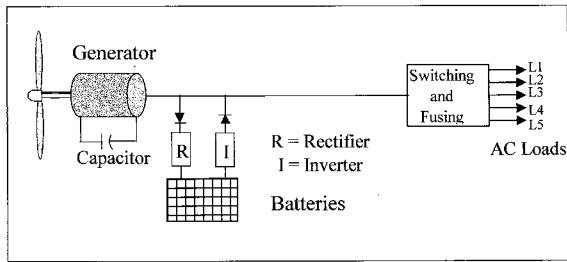 Generator
Capacitor
R
I
R = Rectifier
I = Inverter
Batteries
Switching
and
Fusing
L1
L2
L3
L4
L5
AC Loads